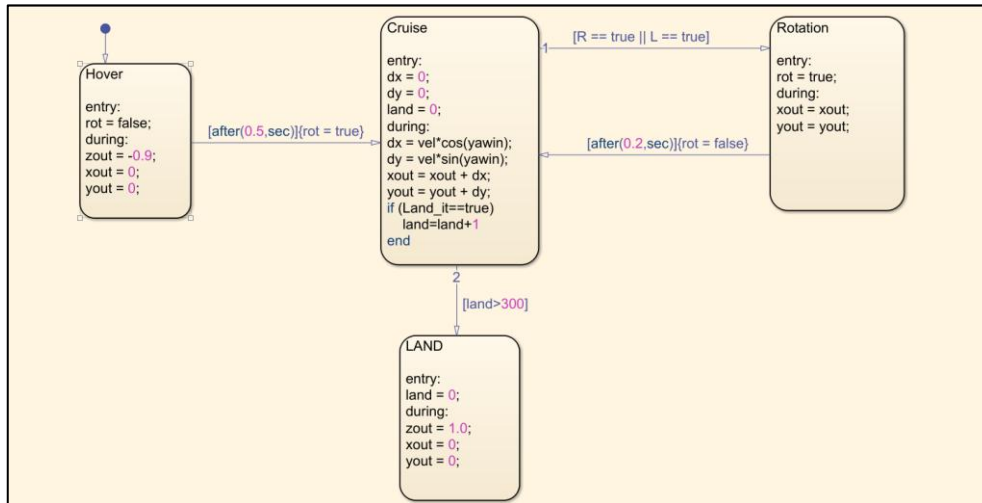 Hover
entry:
rot = false;
during:
zout = -0.9;
xout = 0;
yout = 0;
[after(0.5,sec)]{rot = true}
Cruise
entry:
dx = 0;
dy = 0;
land = 0;
during:
dx = vel*cos(yawin);
dy = vel*sin(yawin);
xout = xout + dx;
yout = yout + dy;
if (Land_it==true)
land=land+1
end
1
[R == true || L == true]
[after(0.2,sec)]{rot = false}
Rotation
entry:
rot = true;
during:
xout = xout;
yout = yout;
2
[land>300]
LAND
entry:
land = 0;
during:
zout = 1.0;
xout = 0;
yout = 0;